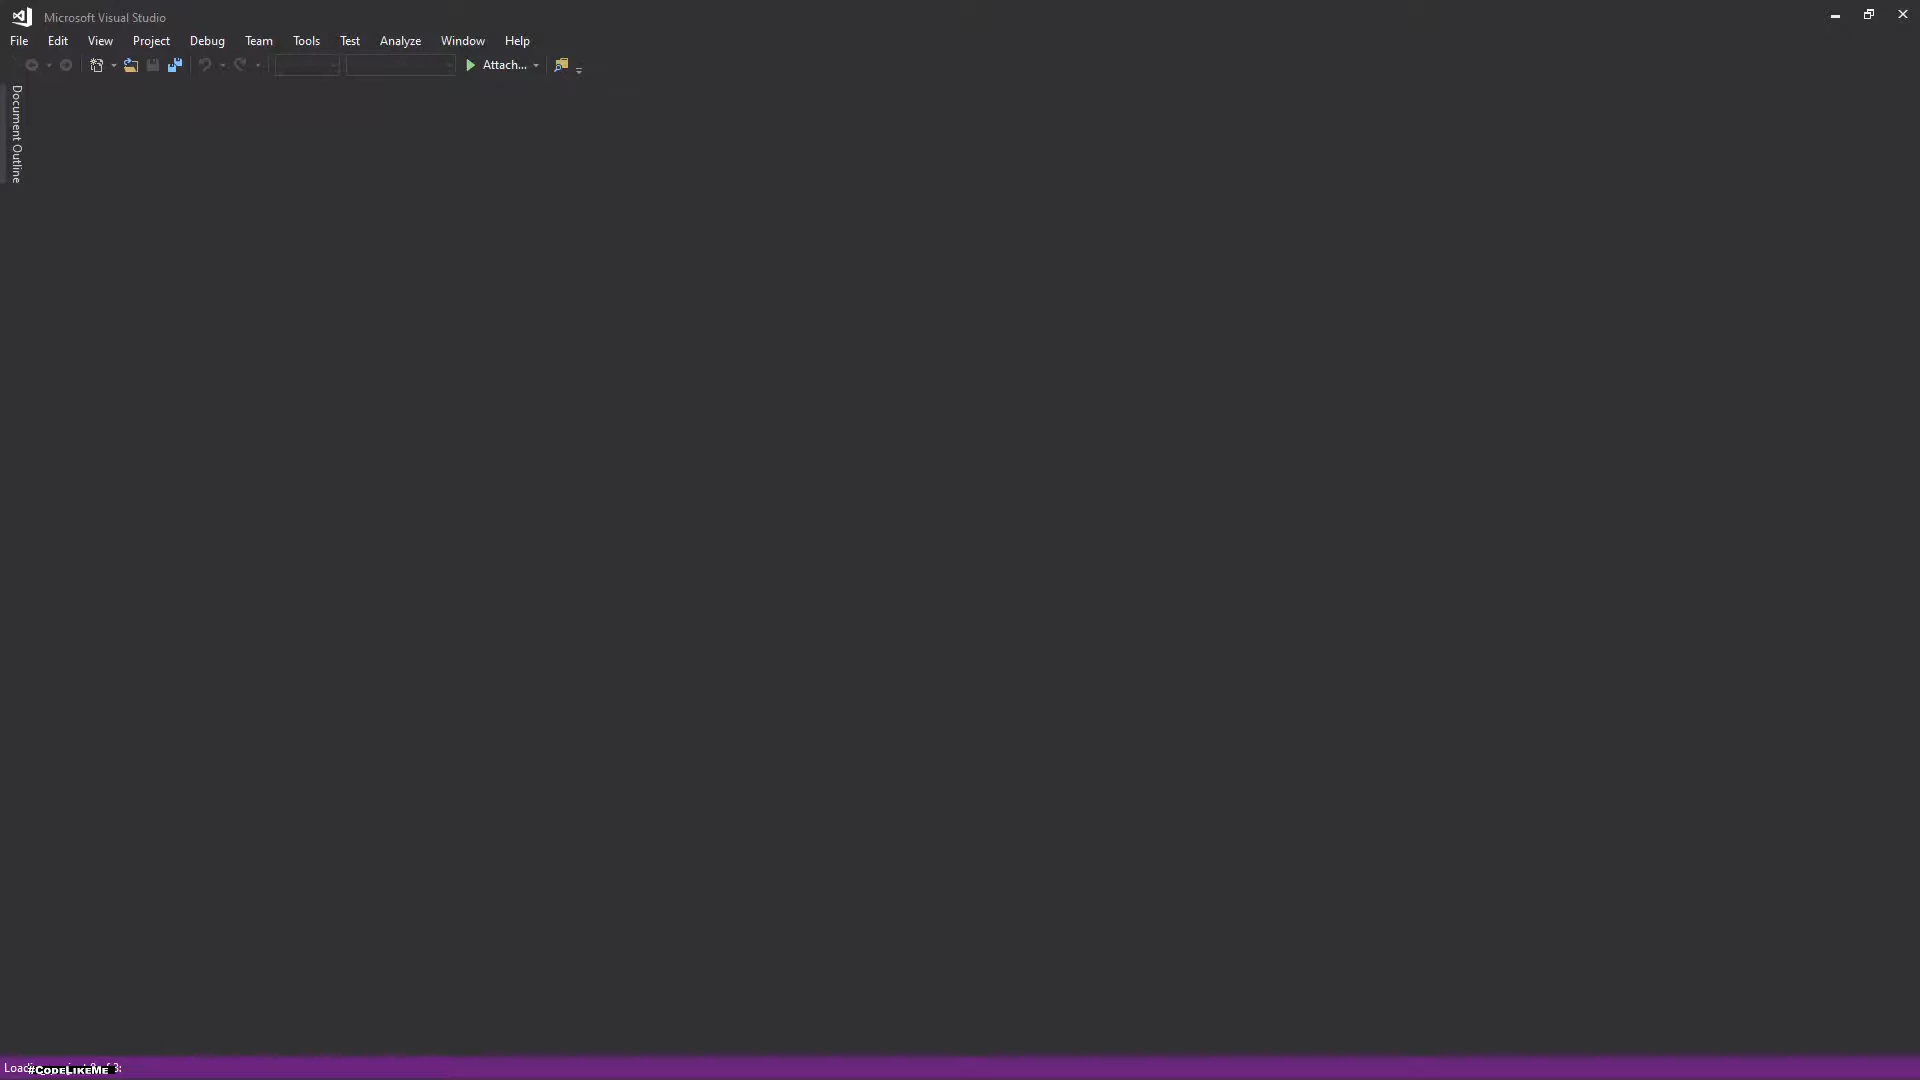 Microsoft Visual Studio
File Edit View Project Debug Team Tools Test Analyze Window Help
Attach...
Document Outline
#CodeLikeMe